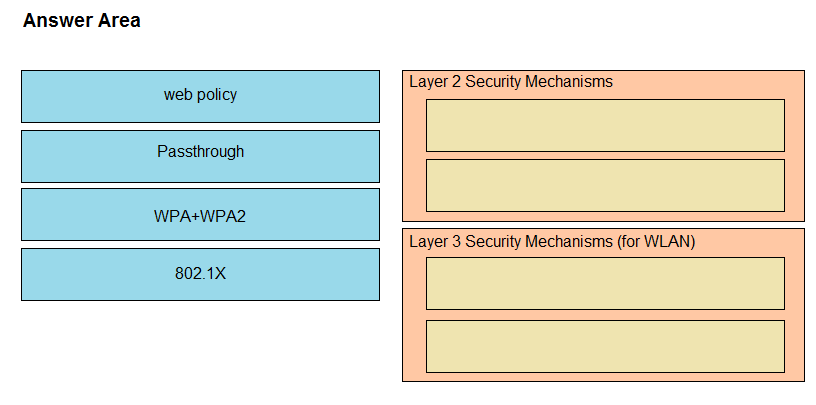 Answer Area
web policy
Passthrough
WPA+WPA2
802.1X
Layer 2 Security Mechanisms
Layer 3 Security Mechanisms (for WLAN)